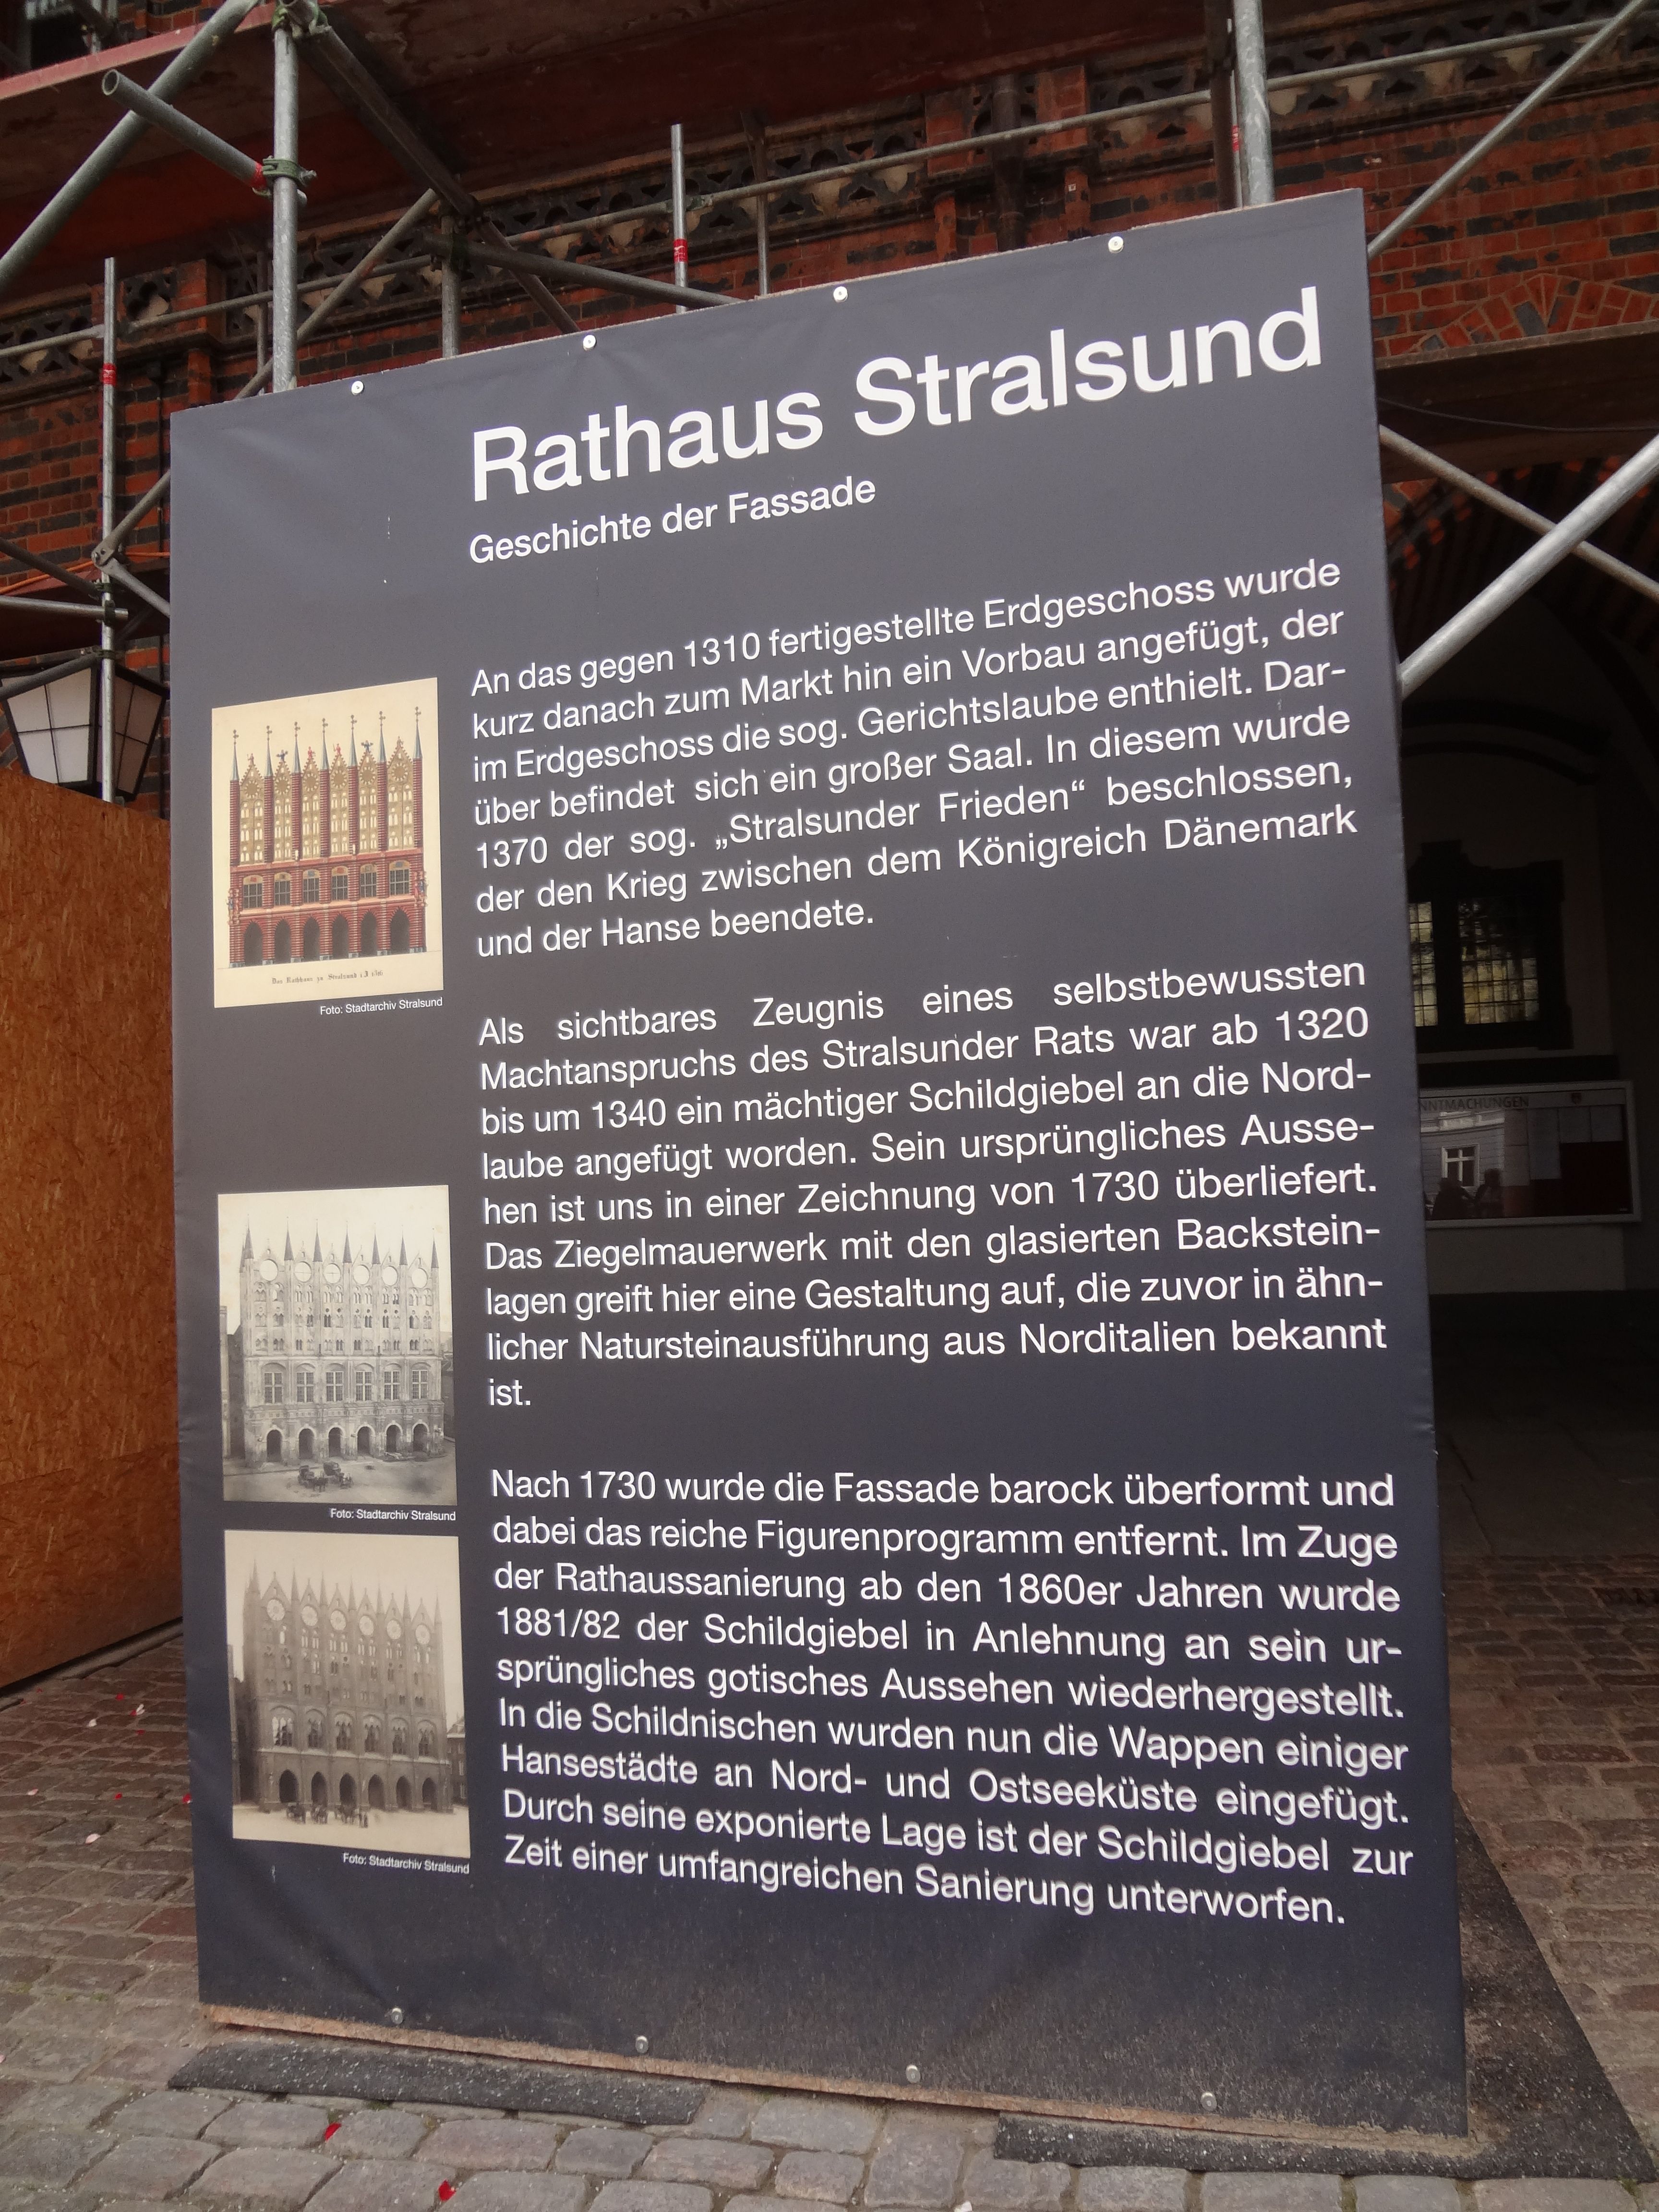 Rathaus Stralsund
Geschichte der Fassade
An das gegen 1310 fertigestellte Erdgeschoss wurde
kurz danach zum Markt hin ein Vorbau angefügt, der
im Erdgeschoss die sog. Gerichtslaube enthielt. Dar-
über befindet sich ein großer Saal. In diesem wurde
1370 der sog. „Stralsunder Frieden“ beschlossen,
der den Krieg zwischen dem Königreich Dänemark
und der Hanse beendete.
Das Rathhaus zu Stralsund
Foto: Stadtarchiv Stralsund
Als sichtbares Zeugnis eines selbstbewussten
Machtanspruchs des Stralsunder Rats war ab 1320
bis um 1340 ein mächtiger Schildgiebel an die Nord-
laube angefügt worden. Sein ursprüngliches Ausse-
hen ist uns in einer Zeichnung von 1730 überliefert.
Das Ziegelmauerwerk mit den glasierten Backstein-
lagen greift hier eine Gestaltung auf, die zuvor in ähn-
licher Natursteinausführung aus Norditalien bekannt
ist.
Foto: Stadtarchiv Stralsund
Nach 1730 wurde die Fassade barock überformt und
dabei das reiche Figurenprogramm entfernt. Im Zuge
der Rathaussanierung ab den 1860er Jahren wurde
1881/82 der Schildgiebel in Anlehnung an sein ur-
sprüngliches gotisches Aussehen wiederhergestellt.
In die Schildnischen wurden nun die Wappen einiger
Hansestädte an Nord- und Ostseeküste eingefügt.
Durch seine exponierte Lage ist der Schildgiebel zur
Zeit einer umfangreichen Sanierung unterworfen.
Foto: Stadtarchiv Stralsund
NNTMACHUNGEN